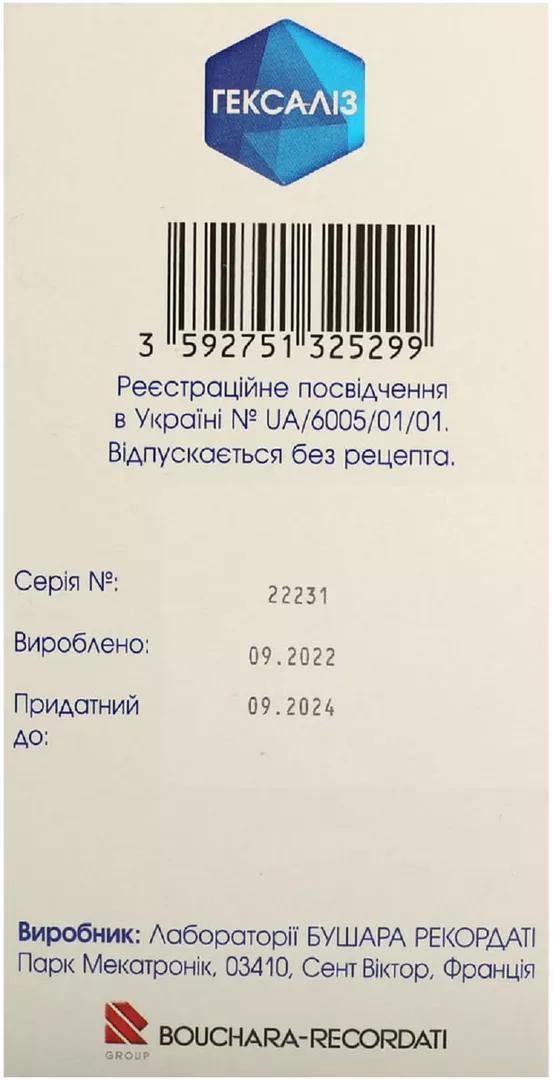 ГЕКСАЛІЗ
3 592751 325299
Реєстраційне посвідчення
в Україні № UA/6005/01/01.
Відпускається без рецепта.
Серія №: 22231
Вироблено: 09.2022
Придатний 09.2024
до:
Виробник: Лабораторії БУШАРА РЕКОРДАТІ
Парк Мекатронік, 03410, Сент Віктор, Франція
GROUP BOUCHARA-RECORDATI